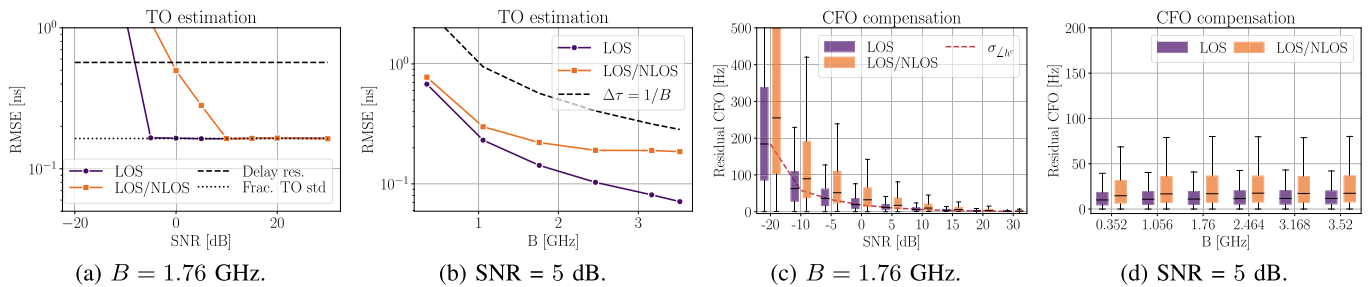 TO estimation
10⁰
10⁻¹
RMSE [ns]
LOS
LOS/NLOS
Delay res.
Frac. TO std
-20
0
20
SNR [dB]
(a) B = 1.76 GHz.
TO estimation
10⁰
10⁻¹
RMSE [ns]
LOS
LOS/NLOS
Δτ = 1/B
1
2
3
B [GHz]
(b) SNR = 5 dB.
CFO compensation
500
400
300
200
100
0
Residual CFO [Hz]
LOS
LOS/NLOS
σ∠hᶜ
-20 -10 -5 0 5 10 15 20 30
SNR [dB]
(c) B = 1.76 GHz.
CFO compensation
200
150
100
50
0
Residual CFO [Hz]
LOS
LOS/NLOS
0.352 1.056 1.76 2.464 3.168 3.52
B [GHz]
(d) SNR = 5 dB.